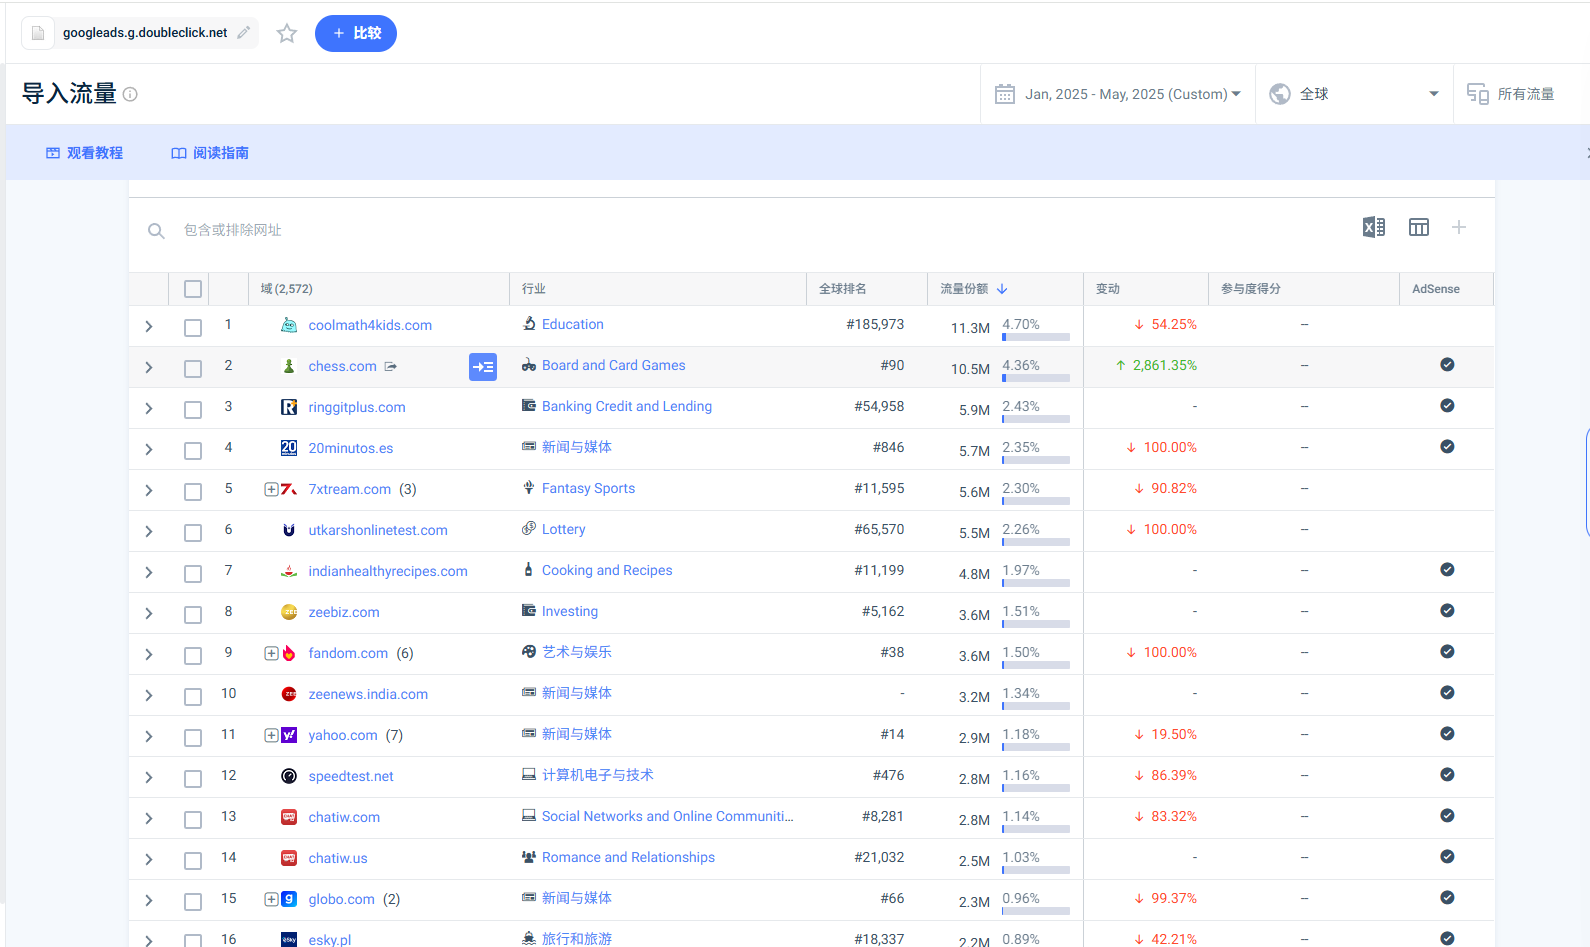 googleads.g.doubleclick.net + 比较
导入流量
Jan, 2025 - May, 2025 (Custom) 全球 所有流量
观看教程 阅读指南
包含或排除网址
域 (2,572) 行业 全球排名 流量份额 变动 参与度得分 AdSense
1 coolmath4kids.com Education #185,973 11.3M 4.70% ↓ 54.25% --
2 chess.com Board and Card Games #90 10.5M 4.36% ↑ 2,861.35% --
3 ringgitplus.com Banking Credit and Lending #54,958 5.9M 2.43% - --
4 20minutos.es 新闻与媒体 #846 5.7M 2.35% ↓ 100.00% --
5 7xtream.com (3) Fantasy Sports #11,595 5.6M 2.30% ↓ 90.82% --
6 utkarshonlinetest.com Lottery #65,570 5.5M 2.26% ↓ 100.00% --
7 indianhealthyrecipes.com Cooking and Recipes #11,199 4.8M 1.97% - --
8 zeebiz.com Investing #5,162 3.6M 1.51% - --
9 fandom.com (6) 艺术与娱乐 #38 3.6M 1.50% ↓ 100.00% --
10 zeenews.india.com 新闻与媒体 - 3.2M 1.34% - --
11 yahoo.com (7) 新闻与媒体 #14 2.9M 1.18% ↓ 19.50% --
12 speedtest.net 计算机电子与技术 #476 2.8M 1.16% ↓ 86.39% --
13 chatiw.com Social Networks and Online Communiti... #8,281 2.8M 1.14% ↓ 83.32% --
14 chatiw.us Romance and Relationships #21,032 2.5M 1.03% - --
15 globo.com (2) 新闻与媒体 #66 2.3M 0.96% ↓ 99.37% --
16 esky.pl 旅行和旅游 #18,337 2.2M 0.89% ↓ 42.21% --